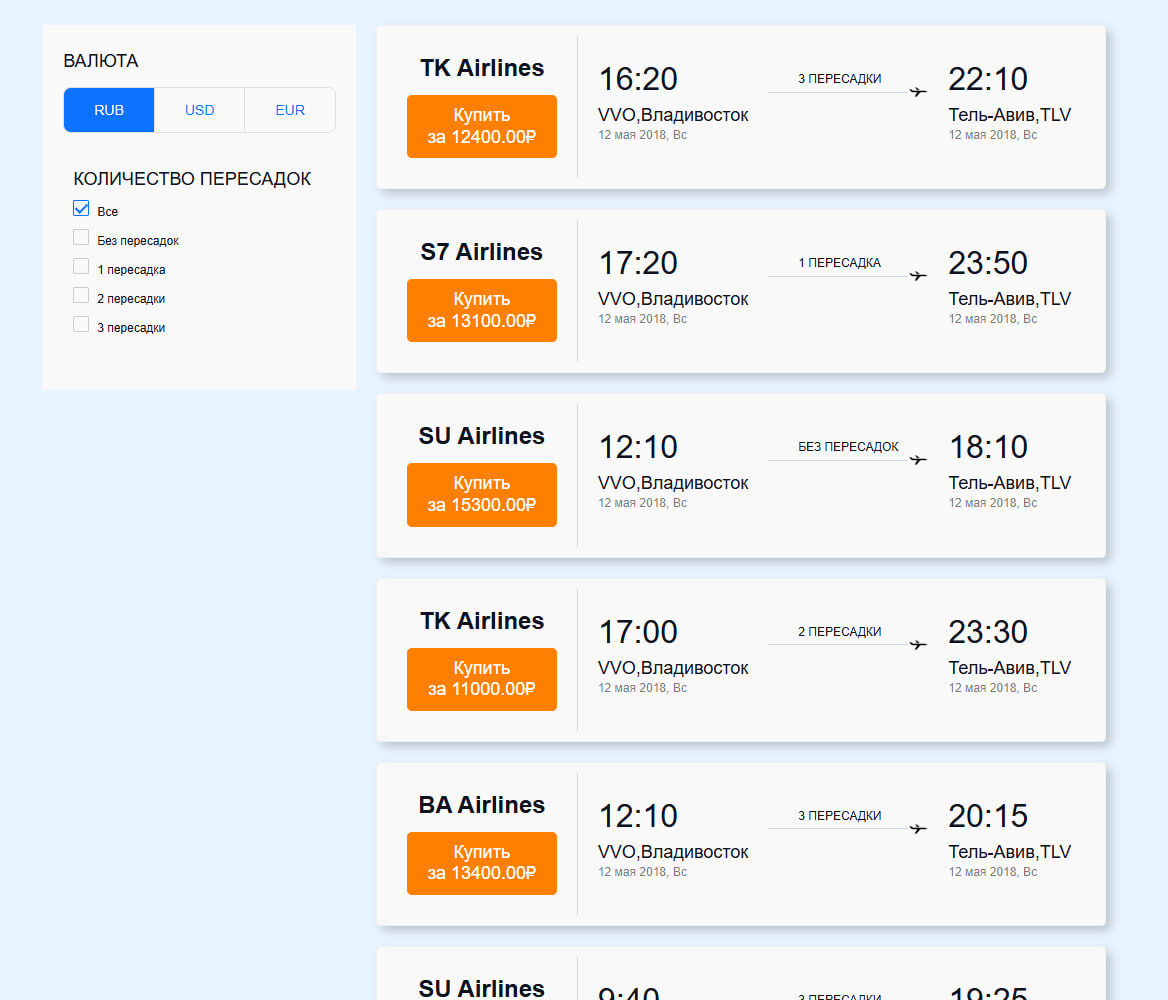 ВАЛЮТА
RUB USD EUR
КОЛИЧЕСТВО ПЕРЕСАДОК
Все
Без пересадок
1 пересадка
2 пересадки
3 пересадки
TK Airlines
Купить
за 12400.00₽
16:20
VVO,Владивосток
12 мая 2018, Вс
3 ПЕРЕСАДКИ
22:10
Тель-Авив,TLV
12 мая 2018, Вс
S7 Airlines
Купить
за 13100.00₽
17:20
VVO,Владивосток
12 мая 2018, Вс
1 ПЕРЕСАДКА
23:50
Тель-Авив,TLV
12 мая 2018, Вс
SU Airlines
Купить
за 15300.00₽
12:10
VVO,Владивосток
12 мая 2018, Вс
БЕЗ ПЕРЕСАДОК
18:10
Тель-Авив,TLV
12 мая 2018, Вс
TK Airlines
Купить
за 11000.00₽
17:00
VVO,Владивосток
12 мая 2018, Вс
2 ПЕРЕСАДКИ
23:30
Тель-Авив,TLV
12 мая 2018, Вс
BA Airlines
Купить
за 13400.00₽
12:10
VVO,Владивосток
12 мая 2018, Вс
3 ПЕРЕСАДКИ
20:15
Тель-Авив,TLV
12 мая 2018, Вс
SU Airlines
9:40
ПЕРЕСАДКИ
19:25